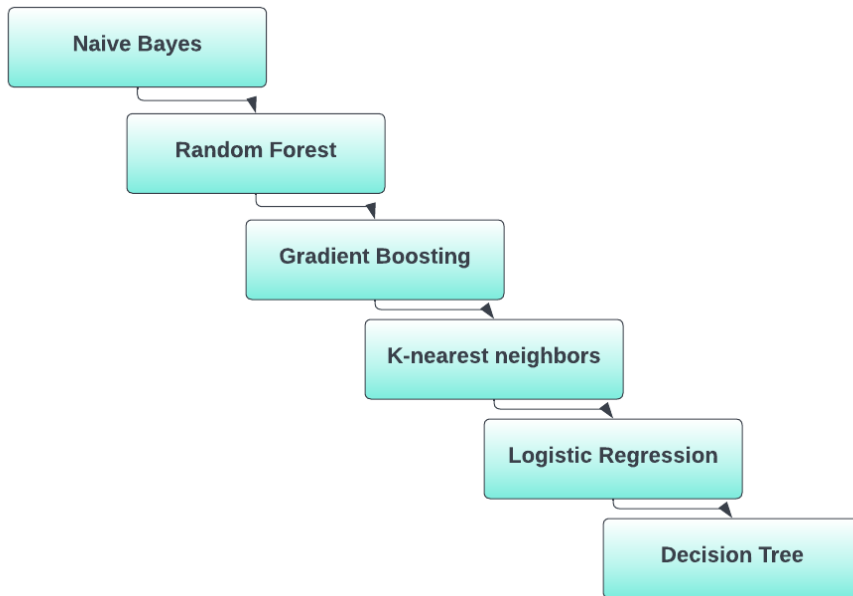 Naive Bayes
Random Forest
Gradient Boosting
K-nearest neighbors
Logistic Regression
Decision Tree